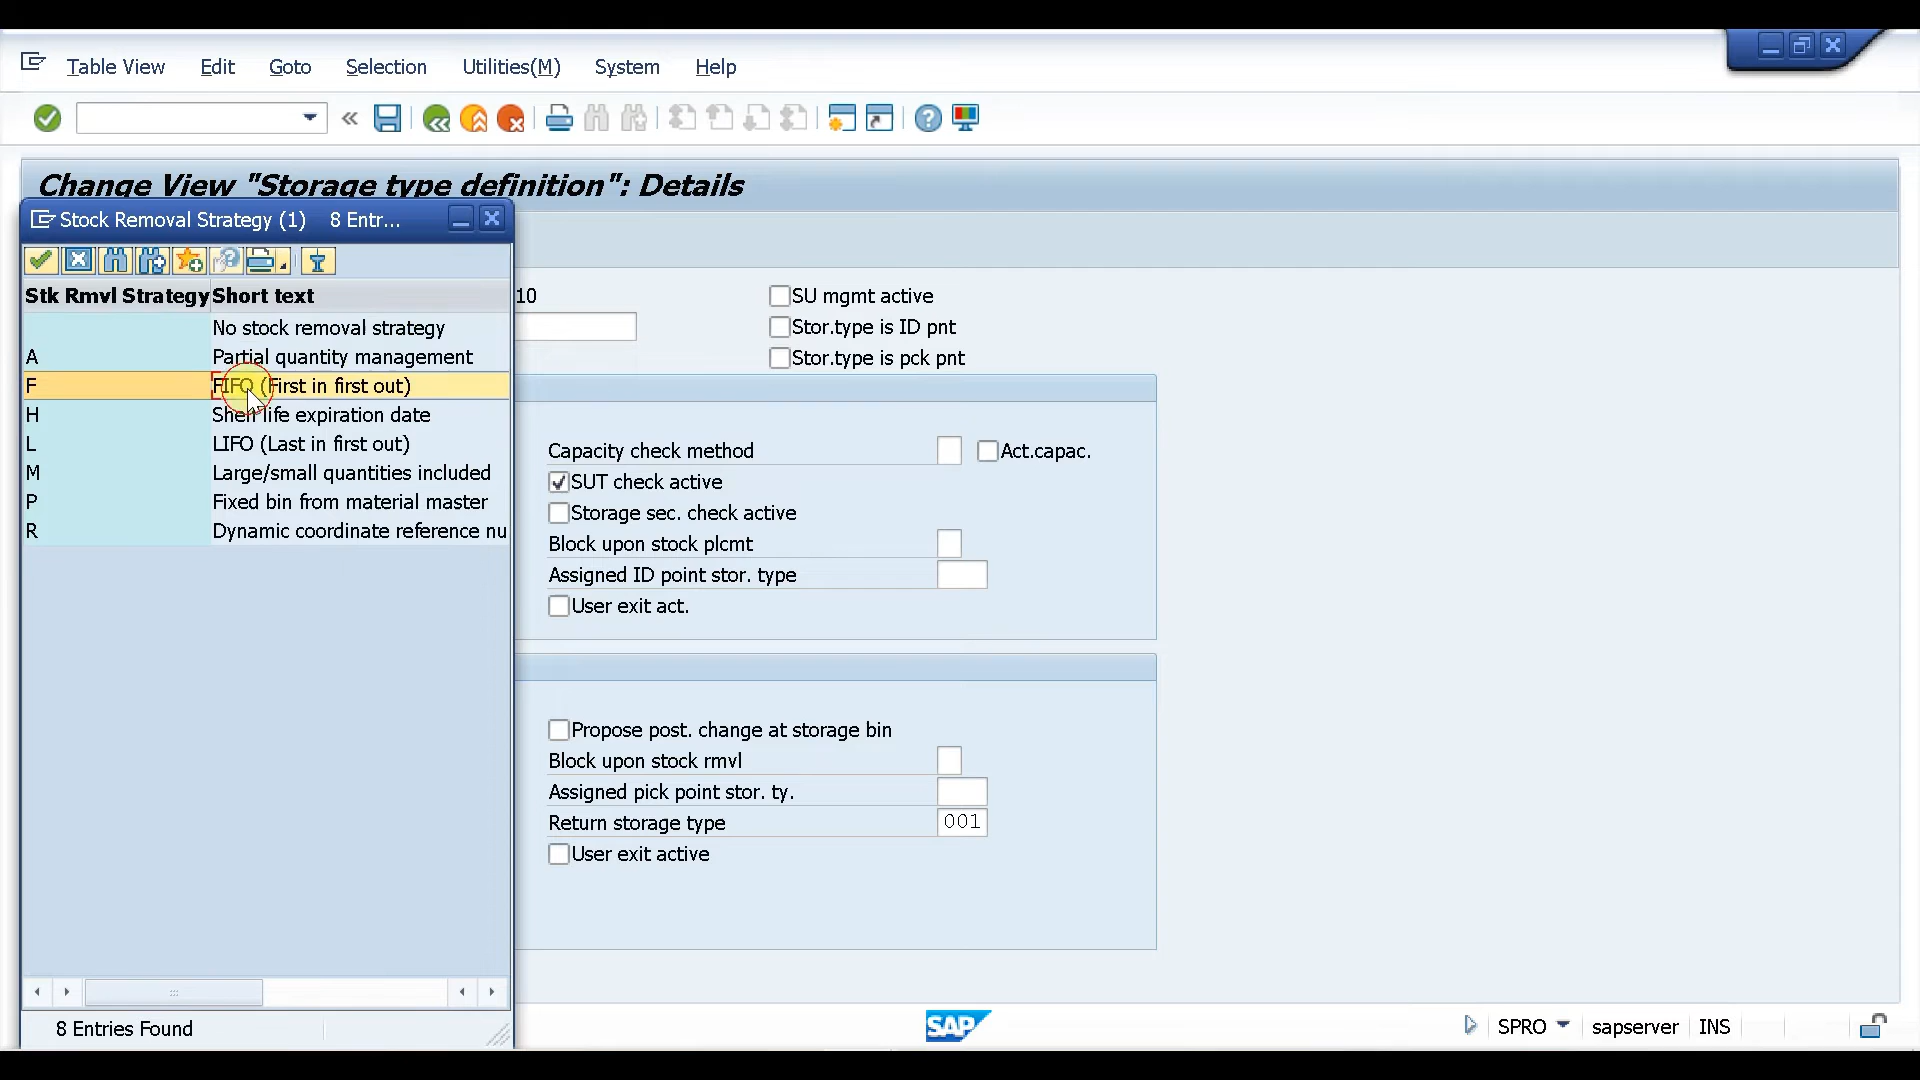 Table View Edit Goto Selection Utilities(M) System Help
Change View "Storage type definition": Details
Stock Removal Strategy (1) 8 Entr...
Stk Rmvl Strategy Short text
No stock removal strategy
A Partial quantity management
F FIFO (First in first out)
H Shelf life expiration date
L LIFO (Last in first out)
M Large/small quantities included
P Fixed bin from material master
R Dynamic coordinate reference nu
8 Entries Found
10
SU mgmt active
Stor.type is ID pnt
Stor.type is pck pnt
Capacity check method Act.capac.
SUT check active
Storage sec. check active
Block upon stock plcmt
Assigned ID point stor. type
User exit act.
Propose post. change at storage bin
Block upon stock rmvl
Assigned pick point stor. ty.
Return storage type 001
User exit active
SAP
SPRO sapserver INS